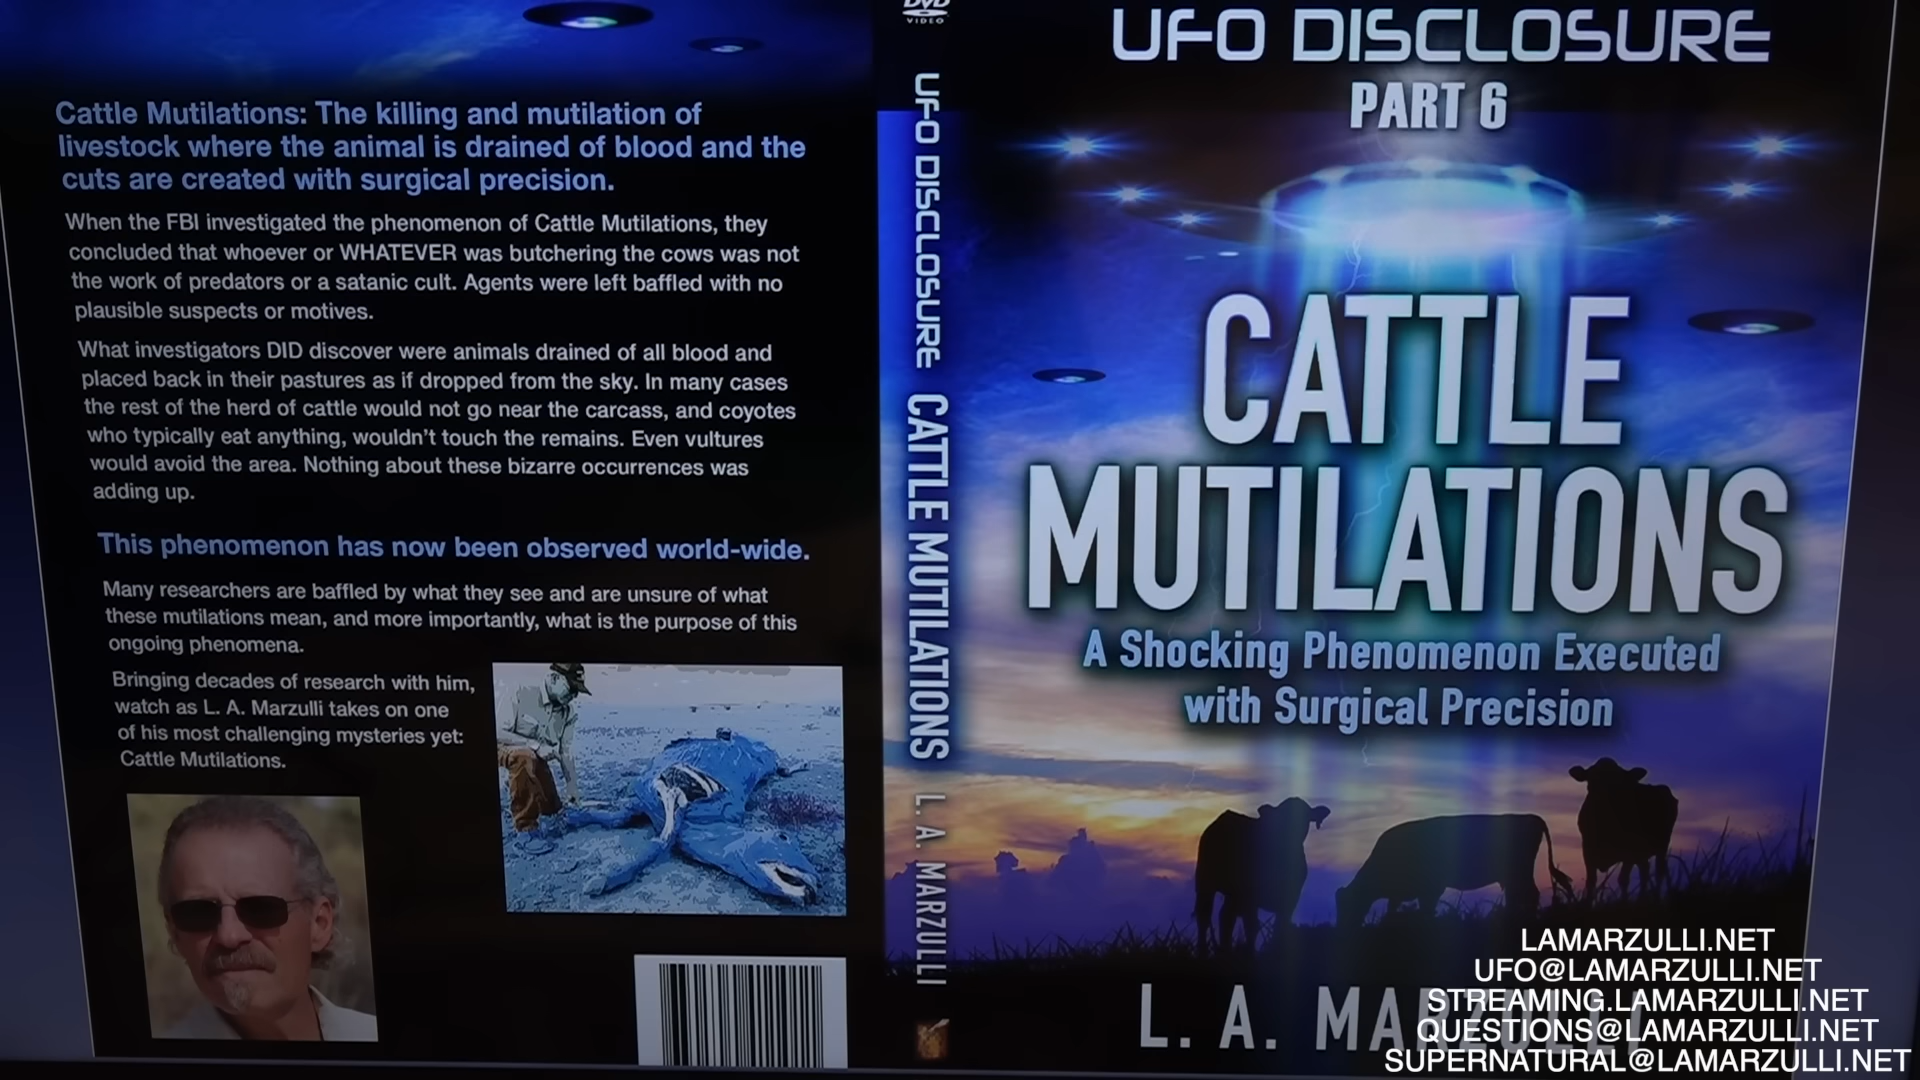 Cattle Mutilations: The killing and mutilation of
livestock where the animal is drained of blood and the
cuts are created with surgical precision.
When the FBI investigated the phenomenon of Cattle Mutilations, they
concluded that whoever or WHATEVER was butchering the cows was not
the work of predators or a satanic cult. Agents were left baffled with no
plausible suspects or motives.
What investigators DID discover were animals drained of all blood and
placed back in their pastures as if dropped from the sky. In many cases
the rest of the herd of cattle would not go near the carcass, and coyotes
who typically eat anything, wouldn't touch the remains. Even vultures
would avoid the area. Nothing about these bizarre occurrences was
adding up.
This phenomenon has now been observed world-wide.
Many researchers are baffled by what they see and are unsure of what
these mutilations mean, and more importantly, what is the purpose of this
ongoing phenomena.
Bringing decades of research with him,
watch as L. A. Marzulli takes on one
of his most challenging mysteries yet:
Cattle Mutilations.
DVD
VIDEO
UFO DISCLOSURE CATTLE MUTILATIONS L. A. MARZULLI
UFO DISCLOSURE
PART 6
CATTLE
MUTILATIONS
A Shocking Phenomenon Executed
with Surgical Precision
L. A. MARZULLI
LAMARZULLI.NET
UFO@LAMARZULLI.NET
STREAMING.LAMARZULLI.NET
QUESTIONS@LAMARZULLI.NET
SUPERNATURAL@LAMARZULLI.NET